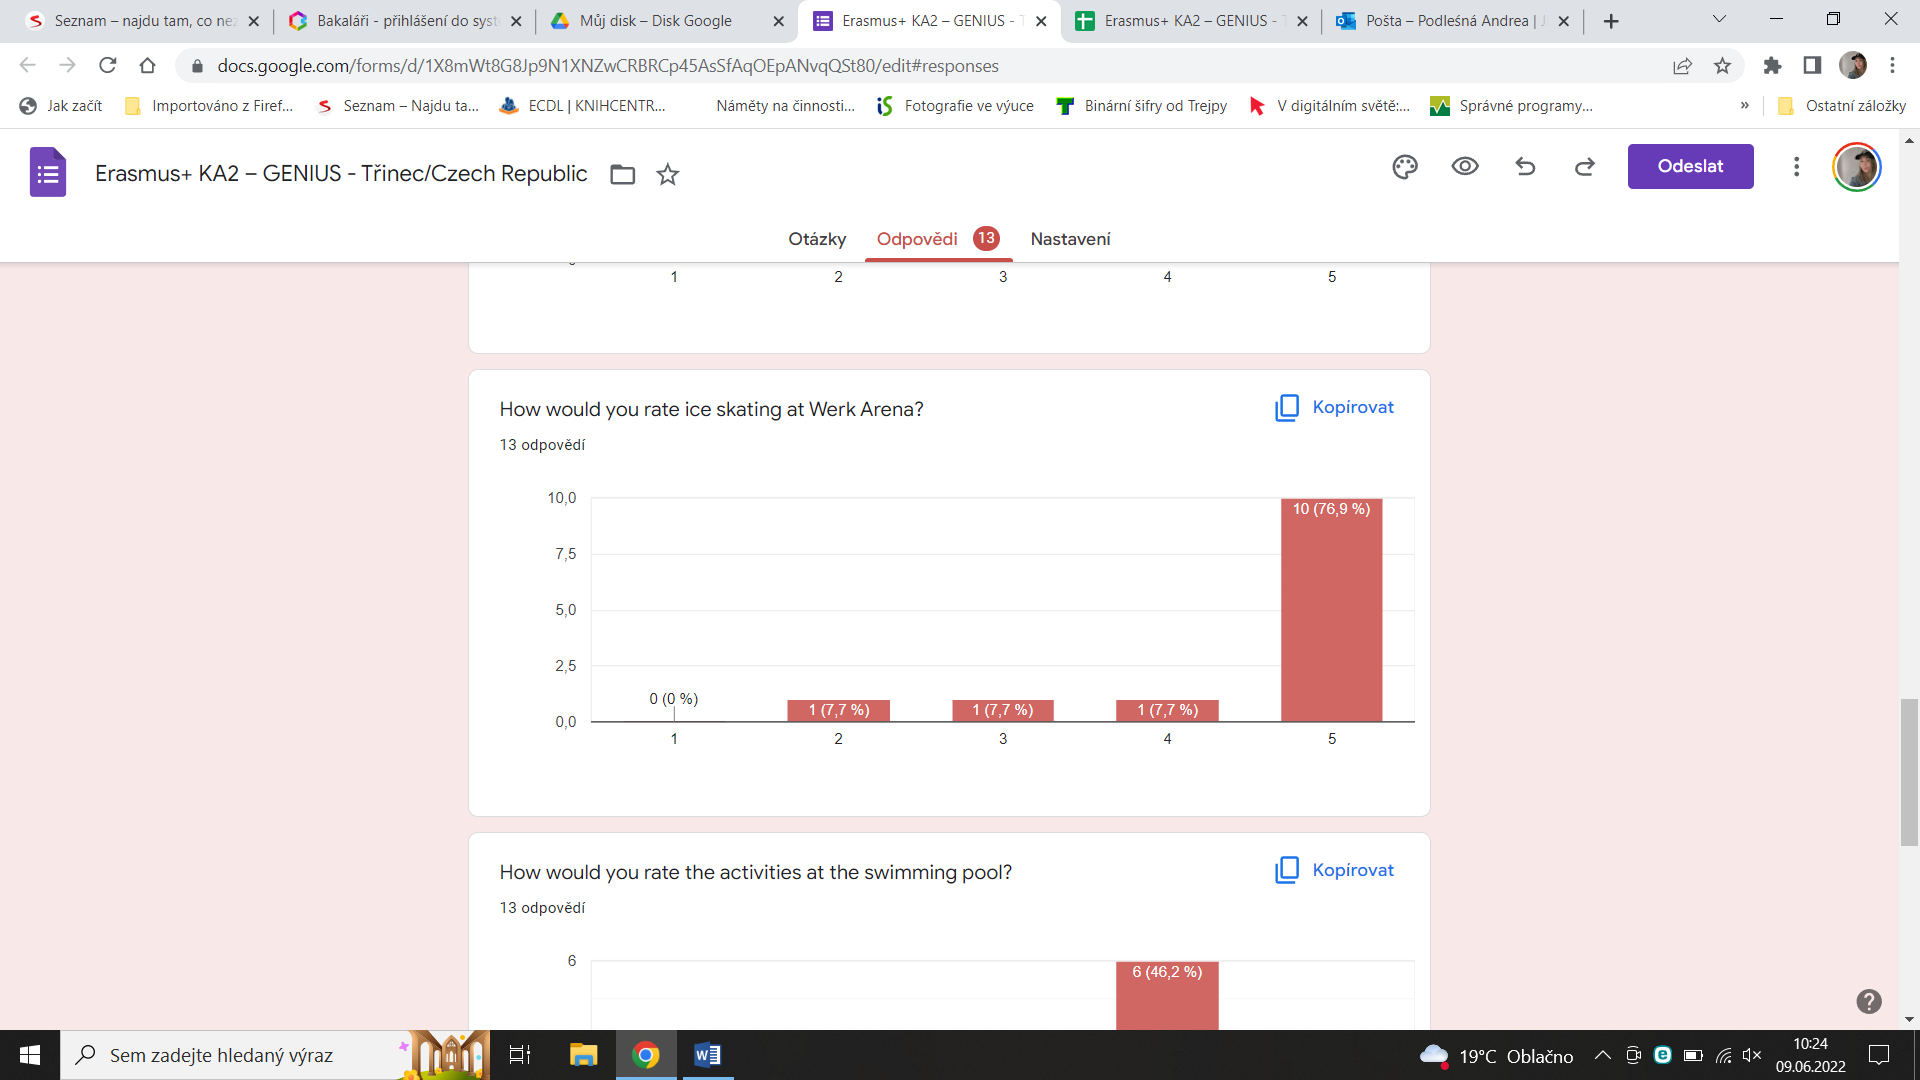 Seznam – najdu tam, co nez
Bakaláři - přihlášení do syst
Můj disk – Disk Google
Erasmus+ KA2 – GENIUS - T
Erasmus+ KA2 – GENIUS - T
Pošta – Podleśná Andrea | J
docs.google.com/forms/d/1X8mWt8G8Jp9N1XNZwCRBRCp45AsSfAqOEpANvqQSt80/edit#responses
Jak začít
Importováno z Firef...
Seznam – Najdu ta...
ECDL | KNIHCENTR...
Náměty na činnosti...
Fotografie ve výuce
Binární šifry od Trejpy
V digitálním světě:...
Správné programy...
»
Ostatní záložky
Erasmus+ KA2 – GENIUS - Třinec/Czech Republic
Odeslat
Otázky
Odpovědi 13
Nastavení
1 2 3 4 5
How would you rate ice skating at Werk Arena?
Kopírovat
13 odpovědí
10,0
7,5
5,0
2,5
0,0
0 (0 %)
1 (7,7 %)
1 (7,7 %)
1 (7,7 %)
10 (76,9 %)
1 2 3 4 5
How would you rate the activities at the swimming pool?
Kopírovat
13 odpovědí
6
6 (46,2 %)
Sem zadejte hledaný výraz
19°C Oblačno
10:24
09.06.2022